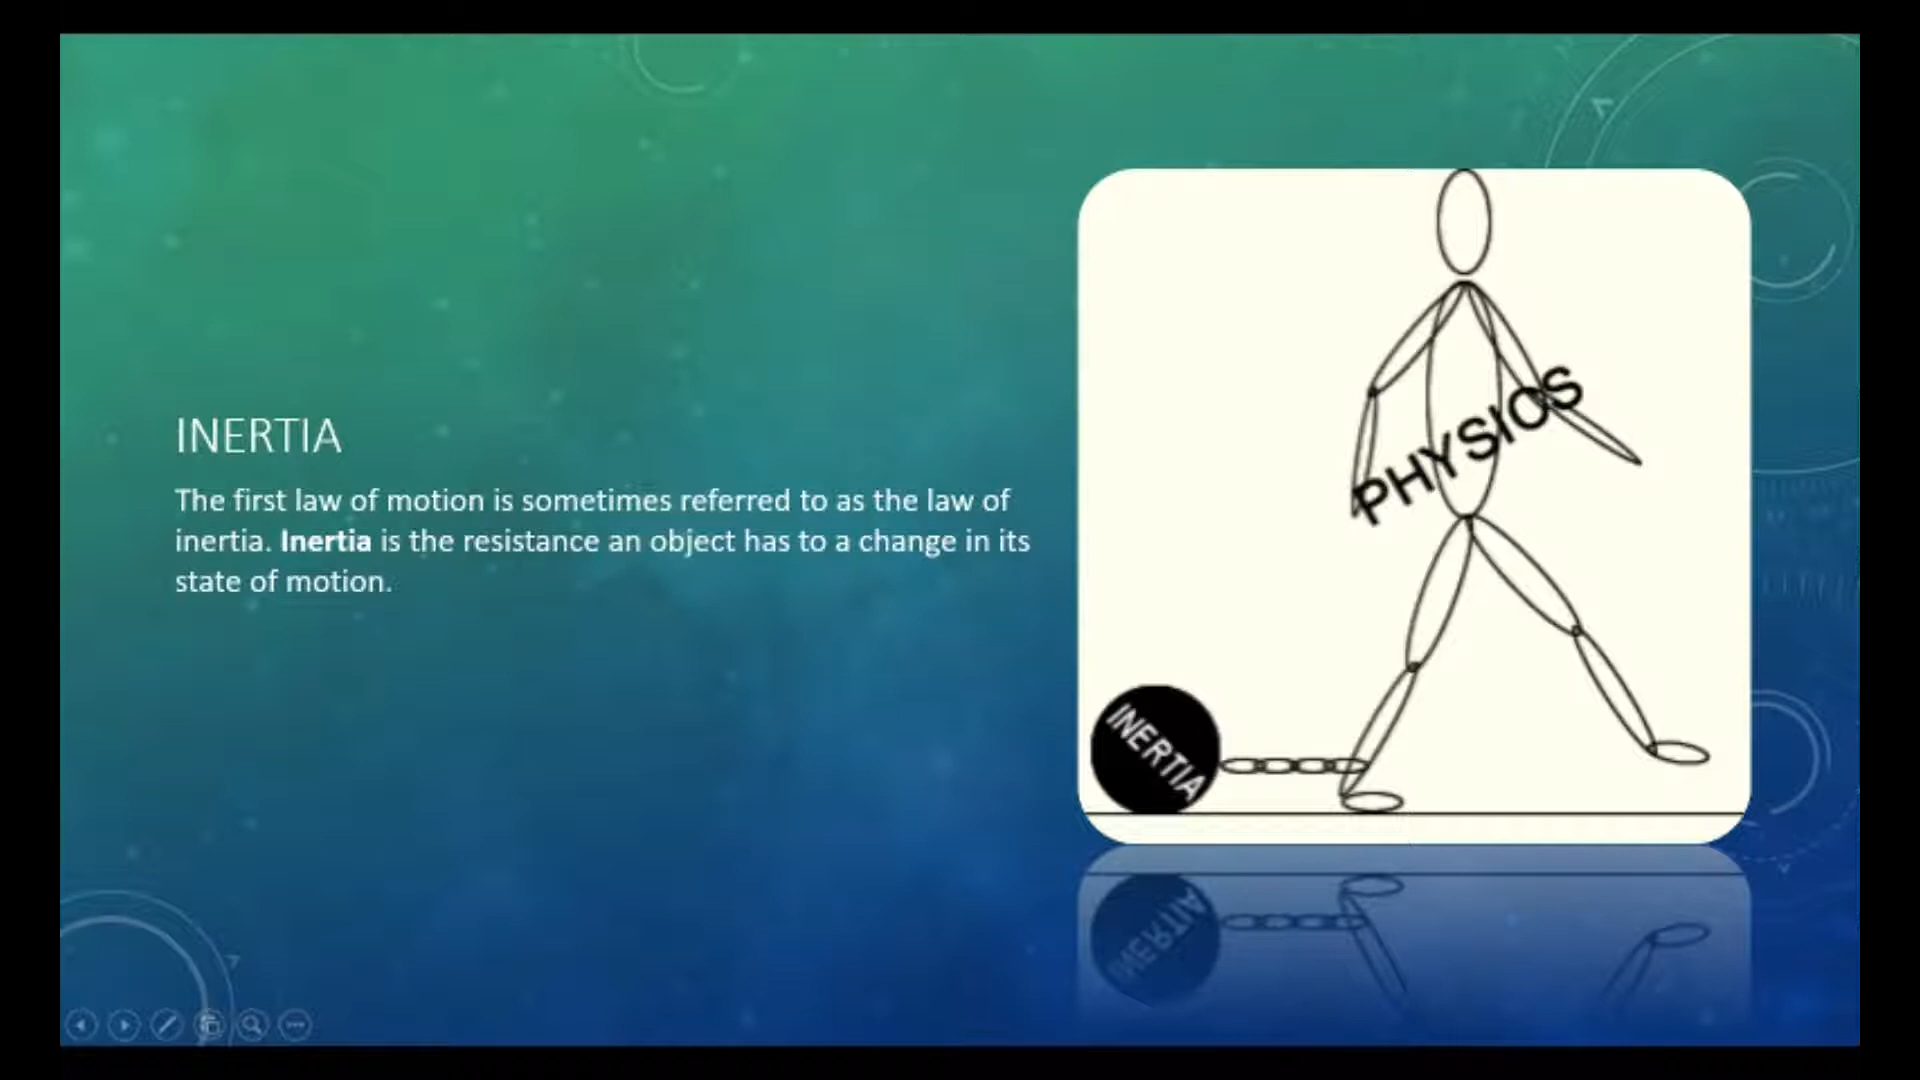 INERTIA
The first law of motion is sometimes referred to as the law of
inertia. Inertia is the resistance an object has to a change in its
state of motion.
PHYSICS
INERTIA